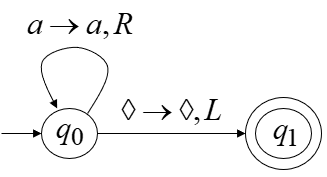 a → a, R
◊ → ◊, L
q0 q1